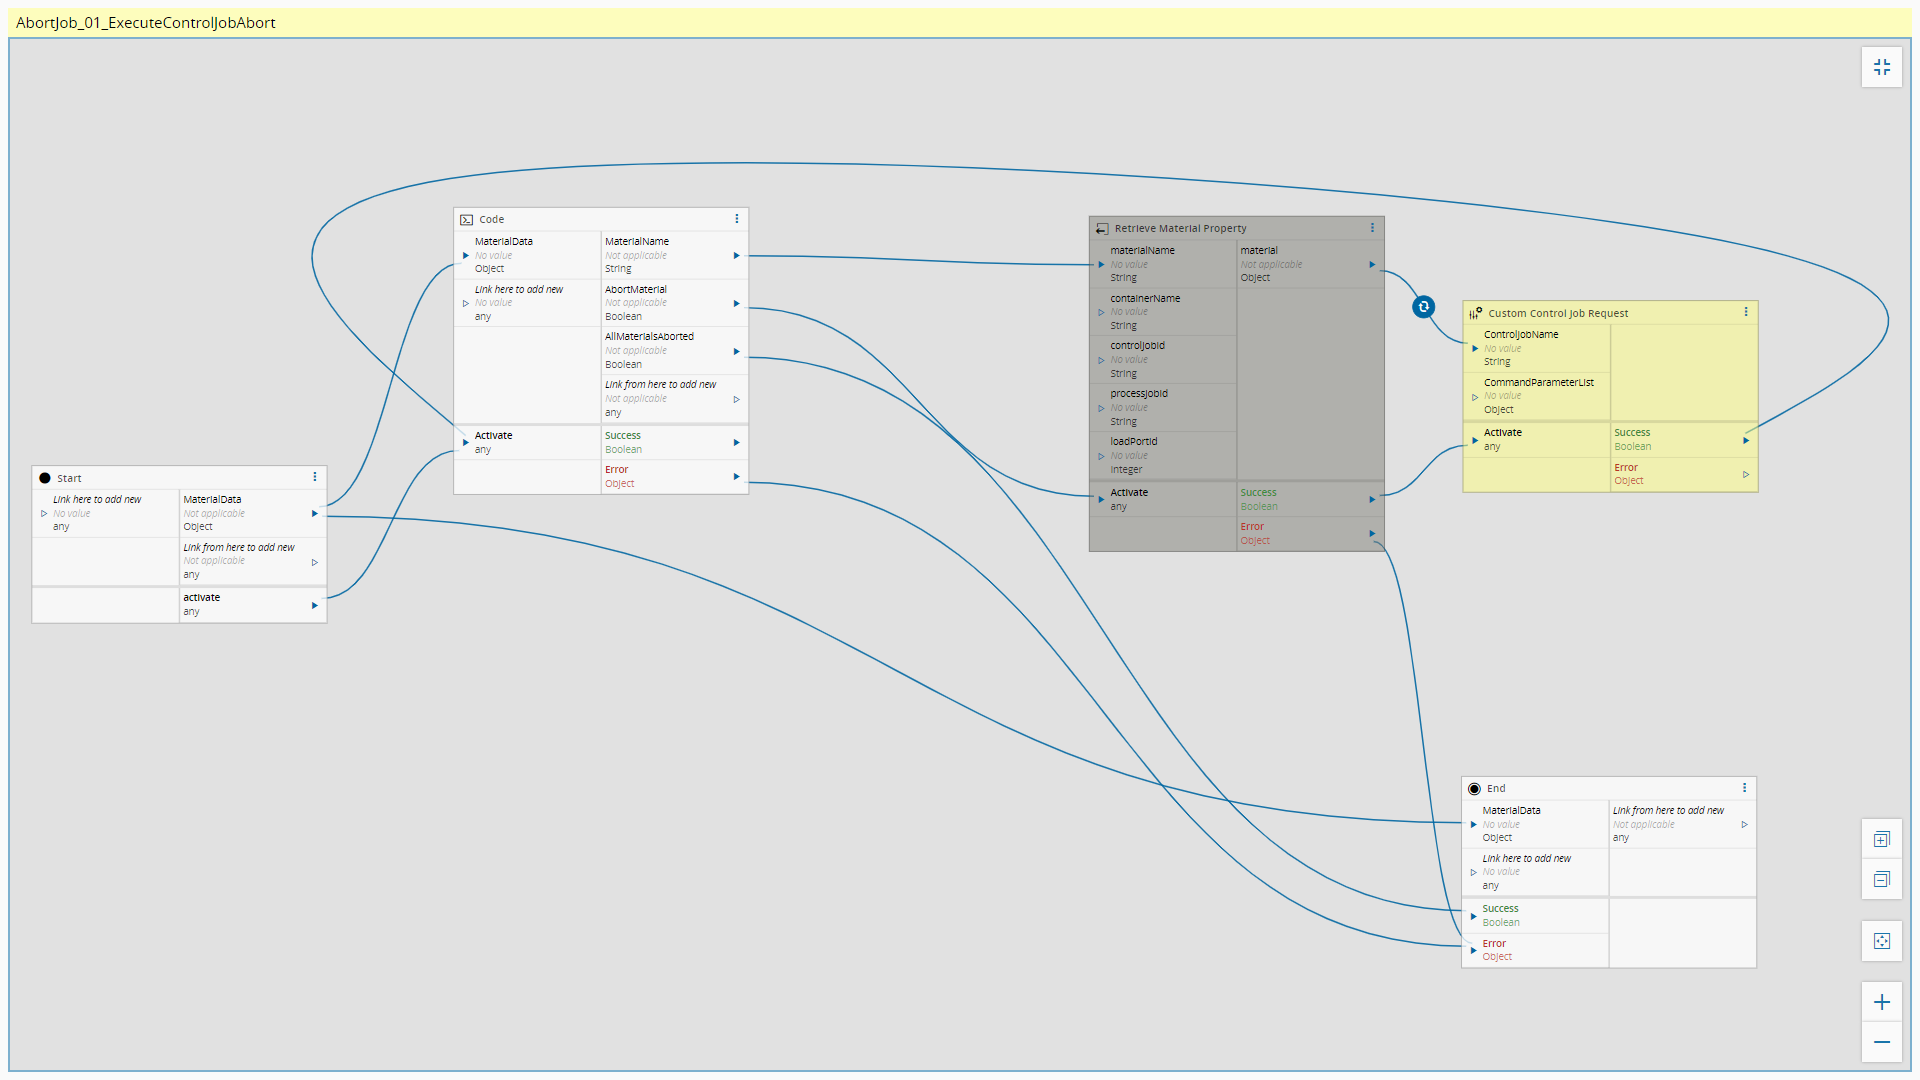 AbortJob_01_ExecuteControlJobAbort
Start
Link here to add new
No value
any
MaterialData
Not applicable
Object
Link from here to add new
Not applicable
any
activate
any
Code
MaterialData
No value
Object
Link here to add new
No value
any
MaterialName
Not applicable
String
AbortMaterial
Not applicable
Boolean
AllMaterialsAborted
Not applicable
Boolean
Link from here to add new
Not applicable
any
Activate
any
Success
Boolean
Error
Object
Retrieve Material Property
materialName
No value
String
containerName
No value
String
controlJobId
No value
String
processJobId
No value
String
loadPortId
No value
Integer
material
Not applicable
Object
Activate
any
Success
Boolean
Error
Object
Custom Control Job Request
ControlJobName
No value
String
CommandParameterList
No value
Object
Activate
any
Success
Boolean
Error
Object
End
MaterialData
No value
Object
Link here to add new
No value
any
Link from here to add new
Not applicable
any
Success
Boolean
Error
Object